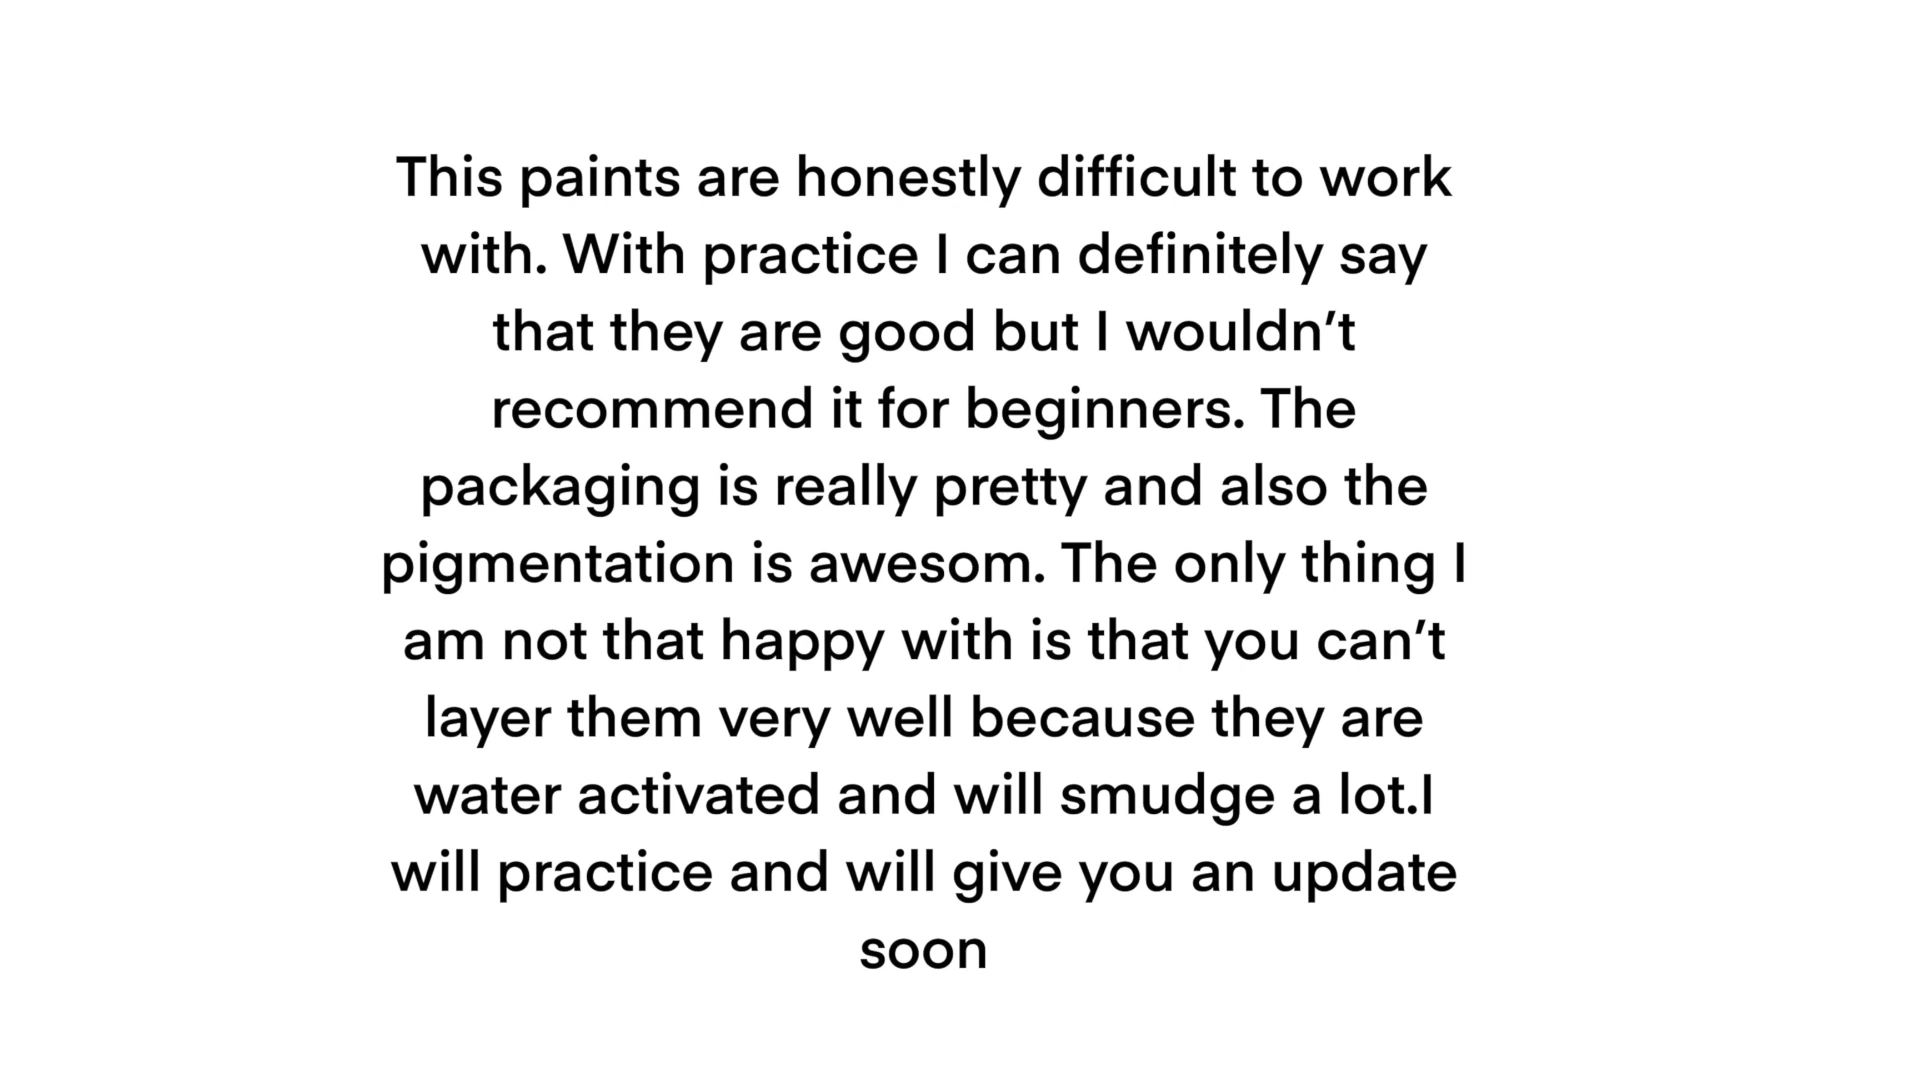 This paints are honestly difficult to work
with. With practice I can definitely say
that they are good but I wouldn’t
recommend it for beginners. The
packaging is really pretty and also the
pigmentation is awesom. The only thing I
am not that happy with is that you can’t
layer them very well because they are
water activated and will smudge a lot.I
will practice and will give you an update
soon